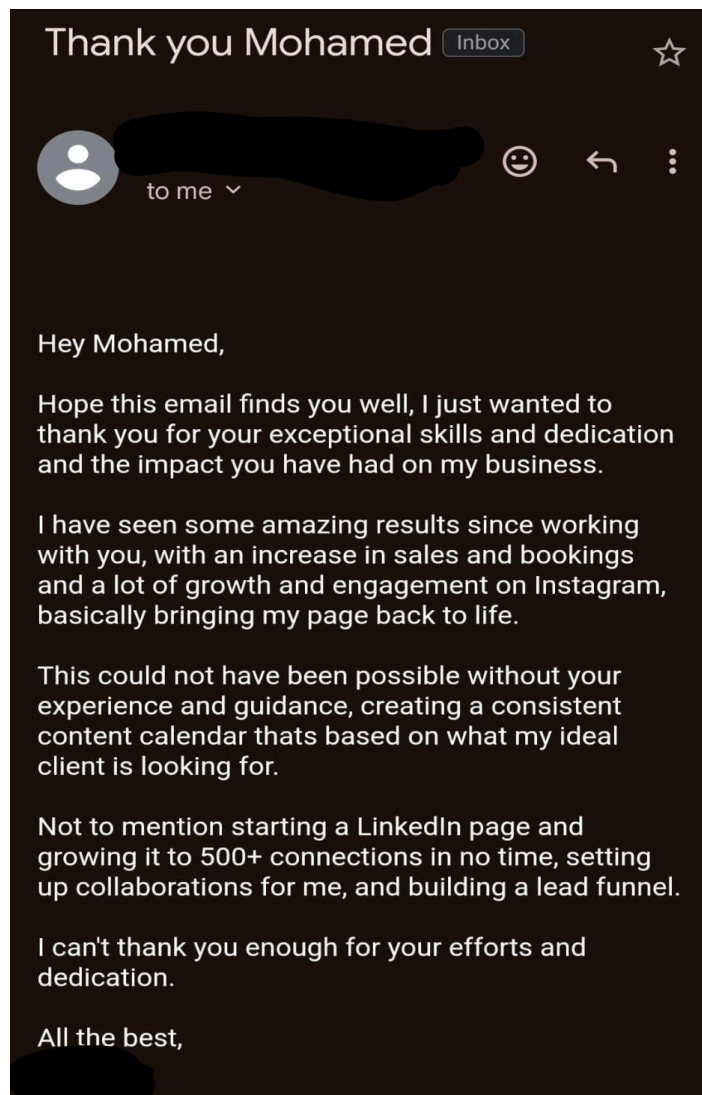 Thank you Mohamed Inbox
to me
Hey Mohamed,
Hope this email finds you well, I just wanted to
thank you for your exceptional skills and dedication
and the impact you have had on my business.
I have seen some amazing results since working
with you, with an increase in sales and bookings
and a lot of growth and engagement on Instagram,
basically bringing my page back to life.
This could not have been possible without your
experience and guidance, creating a consistent
content calendar thats based on what my ideal
client is looking for.
Not to mention starting a LinkedIn page and
growing it to 500+ connections in no time, setting
up collaborations for me, and building a lead funnel.
I can't thank you enough for your efforts and
dedication.
All the best,